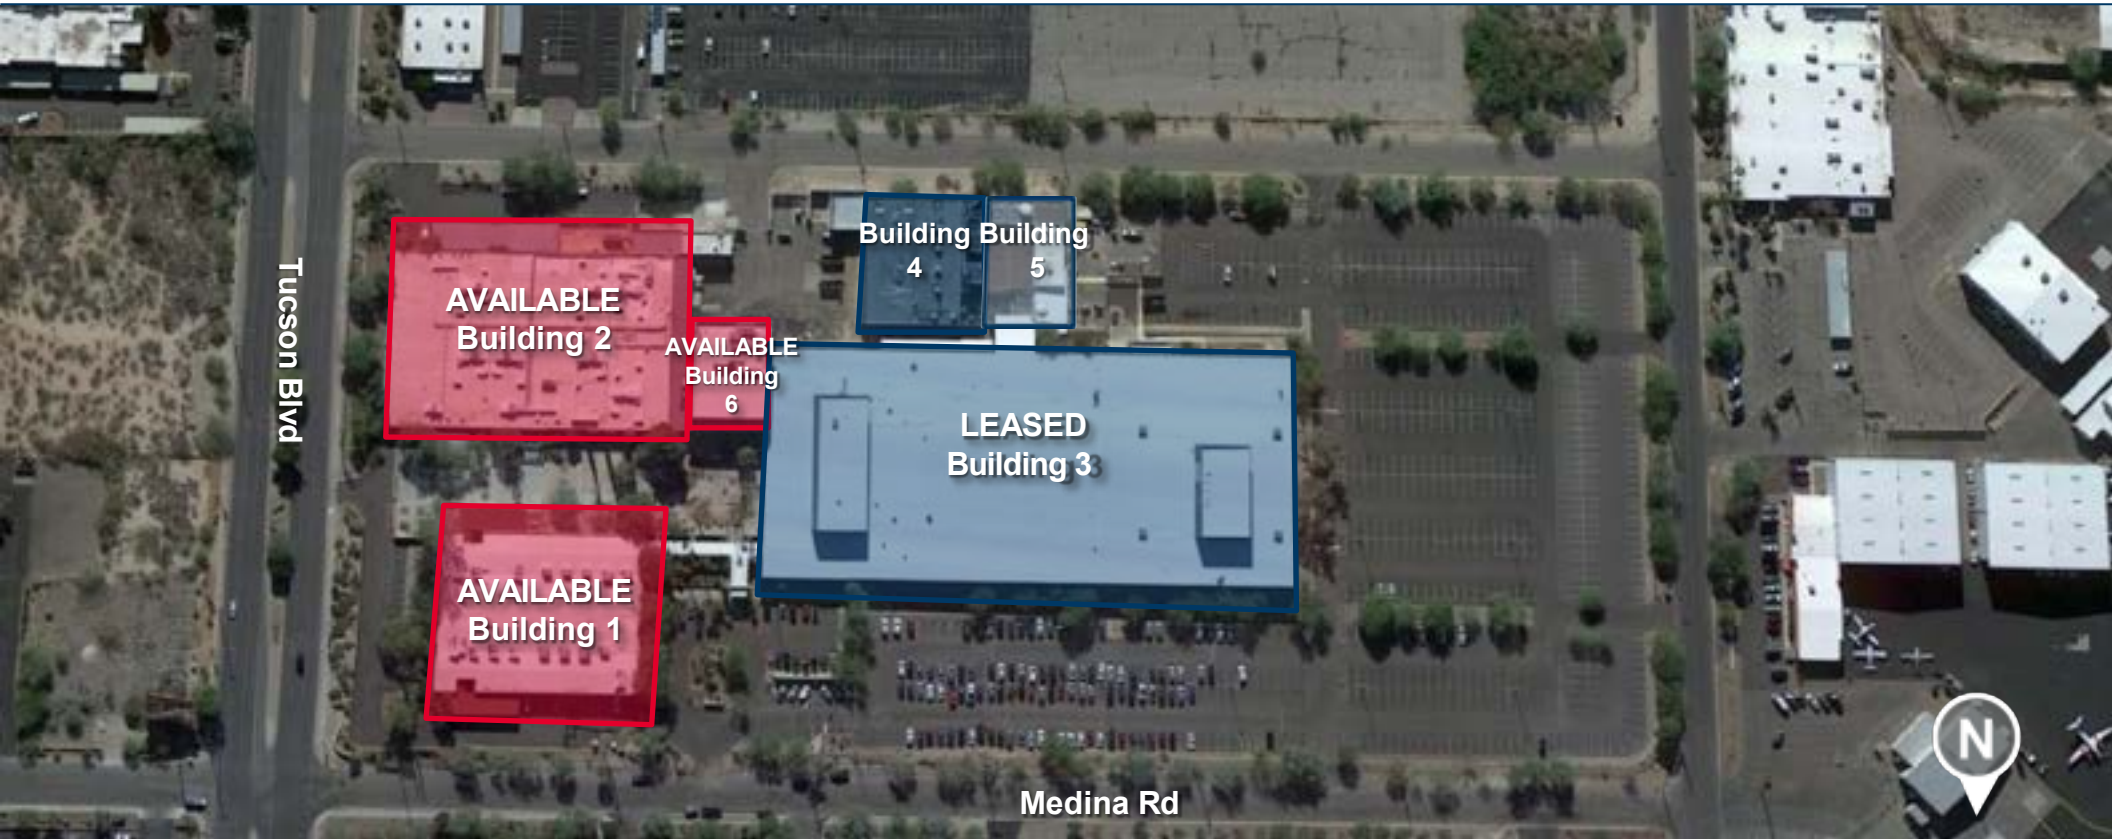 Building
4
Building
5
Tucson Blvd
AVAILABLE
Building 2
AVAILABLE
Building
6
LEASED
Building 3
AVAILABLE
Building 1
N
Medina Rd